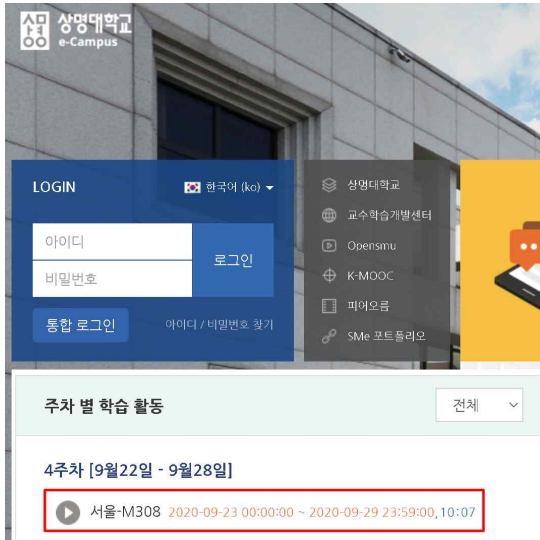 상명대학교
e-Campus
LOGIN
한국어 (ko)
아이디
비밀번호
로그인
통합 로그인
아이디 / 비밀번호 찾기
상명대학교
교수학습개발센터
Opensmu
K-MOOC
피어오름
SMe 포트폴리오
주차 별 학습 활동
전체
4주차 [9월22일 - 9월28일]
서울-M308 2020-09-23 00:00:00 ~ 2020-09-29 23:59:00, 10:07